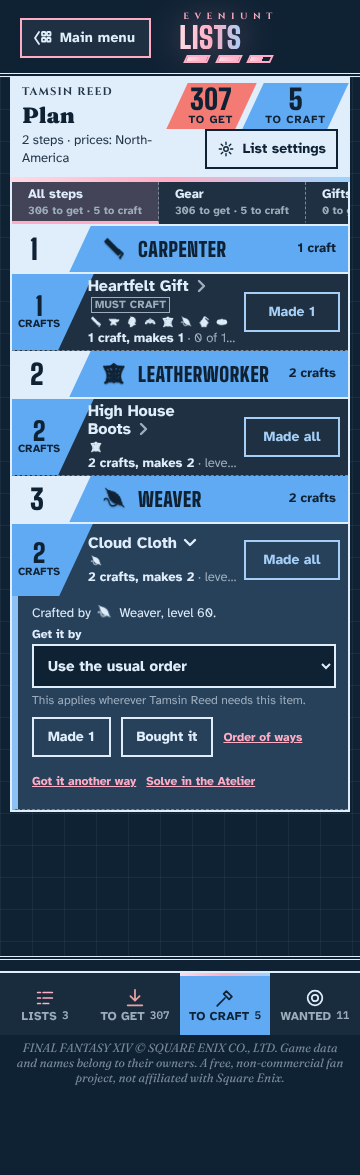 Main menu
EVENIUNT
LISTS
TAMSIN REED
Plan
2 steps · prices: North-
America
307
TO GET
5
TO CRAFT
List settings
All steps
306 to get · 5 to craft
Gear
306 to get · 5 to craft
Gifts
0 to
1
CARPENTER
1 craft
1
CRAFTS
Heartfelt Gift
MUST CRAFT
1 craft, makes 1 · 0 of 1...
Made 1
2
LEATHERWORKER
2 crafts
2
CRAFTS
High House
Boots
2 crafts, makes 2 · leve...
Made all
3
WEAVER
2 crafts
2
CRAFTS
Cloud Cloth
2 crafts, makes 2 · leve...
Made all
Crafted by Weaver, level 60.
Get it by
Use the usual order
This applies wherever Tamsin Reed needs this item.
Made 1
Bought it
Order of ways
Got it another way
Solve in the Atelier
LISTS 3
TO GET 307
TO CRAFT 5
WANTED 11
FINAL FANTASY XIV © SQUARE ENIX CO., LTD. Game data
and names belong to their owners. A free, non-commercial fan
project, not affiliated with Square Enix.